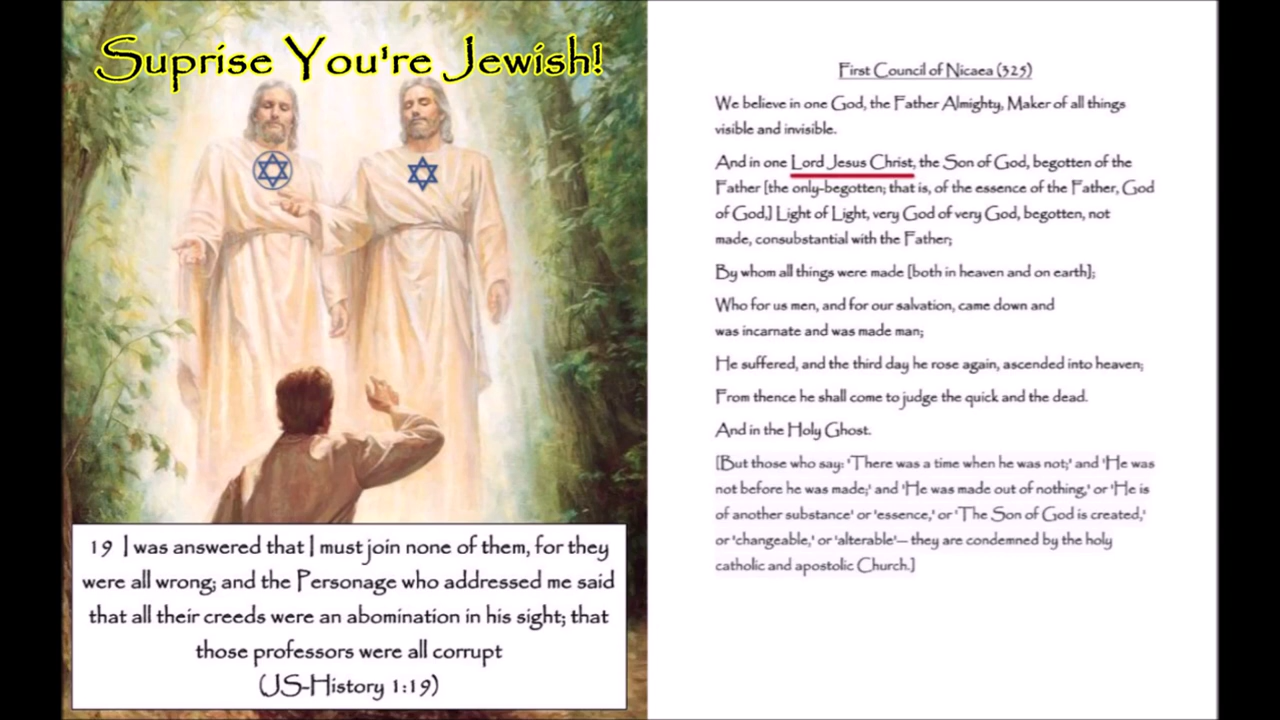 Suprise You're Jewish!
19 I was answered that I must join none of them, for they
were all wrong; and the Personage who addressed me said
that all their creeds were an abomination in his sight; that
those professors were all corrupt
(JS-History 1:19)
First Council of Nicaea (325)
We believe in one God, the Father Almighty, Maker of all things
visible and invisible.
And in one Lord Jesus Christ, the Son of God, begotten of the
Father [the only-begotten; that is, of the essence of the Father, God
of God,] Light of Light, very God of very God, begotten, not
made, consubstantial with the Father;
By whom all things were made [both in heaven and on earth];
Who for us men, and for our salvation, came down and
was incarnate and was made man;
He suffered, and the third day he rose again, ascended into heaven;
From thence he shall come to judge the quick and the dead.
And in the Holy Ghost.
[But those who say: 'There was a time when he was not;' and 'He was
not before he was made;' and 'He was made out of nothing,' or 'He is
of another substance' or 'essence,' or 'The Son of God is created,'
or 'changeable,' or 'alterable'— they are condemned by the holy
catholic and apostolic Church.]